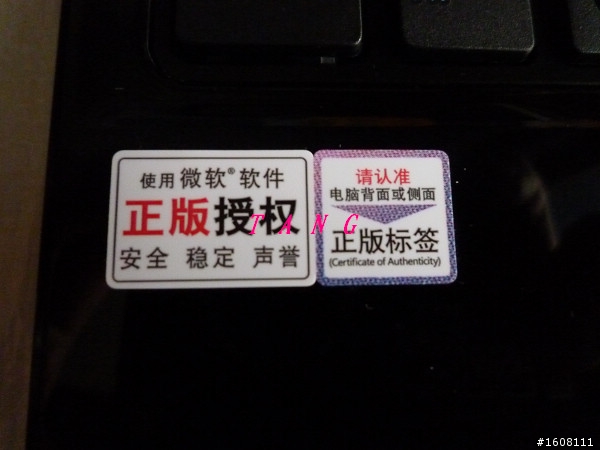 使用 微软® 软件
正版授权
安全 稳定 声誉
请认准
电脑背面或侧面
正版标签
(Certificate of Authenticity)
TANG
#1608111